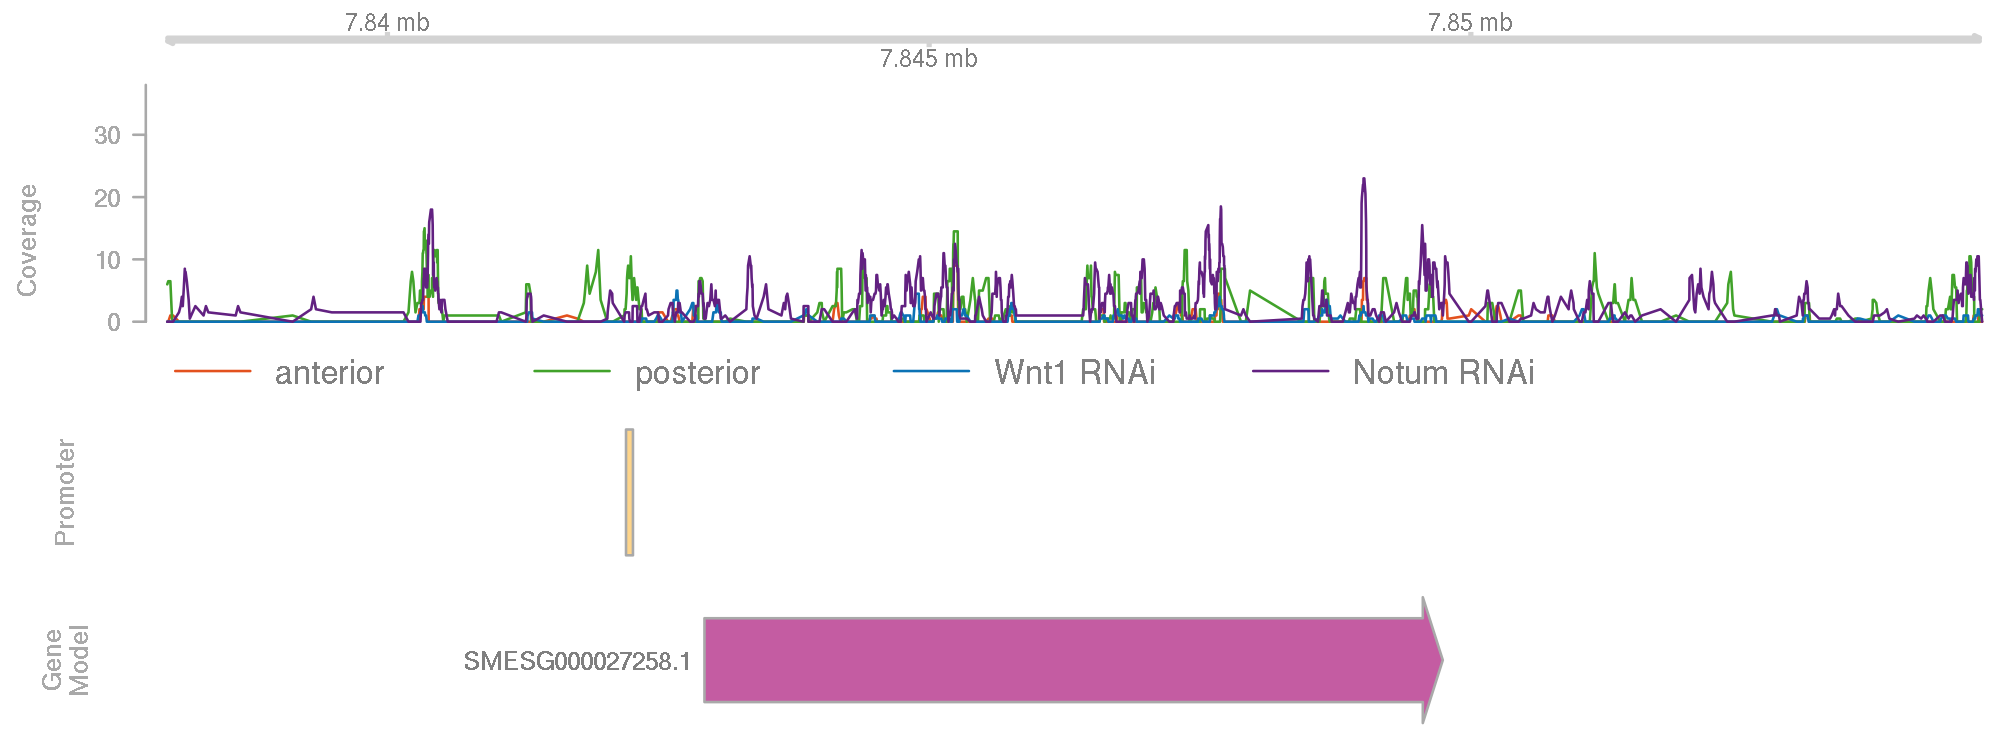 7.84 mb
7.85 mb
7.845 mb
Coverage
30
20
10
0
anterior posterior Wnt1 RNAi Notum RNAi
Promoter
Gene
Model
SMESG000027258.1